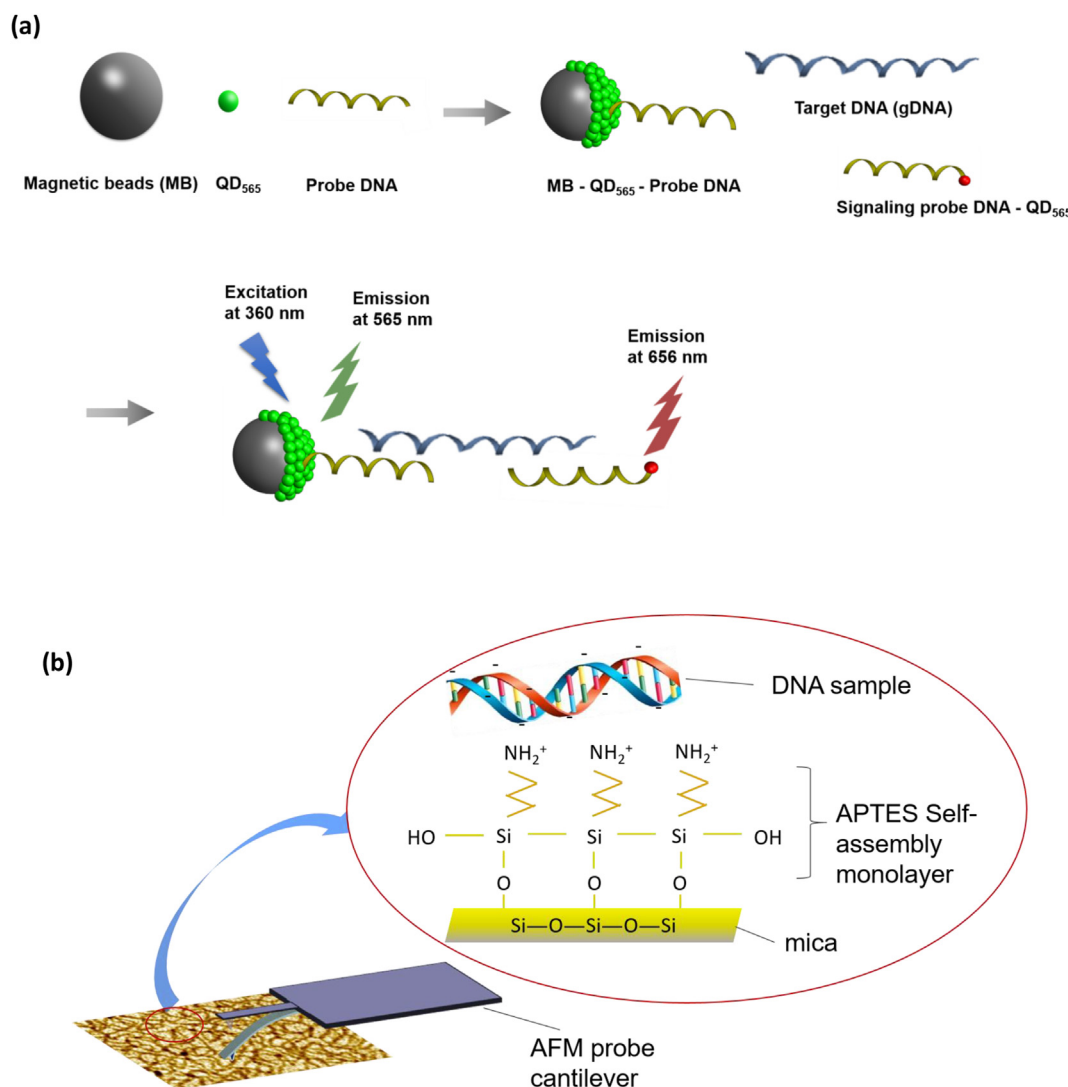 (a)
Target DNA (gDNA)
Magnetic beads (MB) QD565 Probe DNA
MB - QD565 - Probe DNA
Signaling probe DNA - QD565
Excitation
at 360 nm
Emission
at 565 nm
Emission
at 656 nm
(b)
- - - - - - - - -
DNA sample
NH2+ NH2+ NH2+
APTES Self-
assembly
monolayer
HO Si Si Si OH
O O O
Si—O—Si—O—Si
mica
AFM probe
cantilever